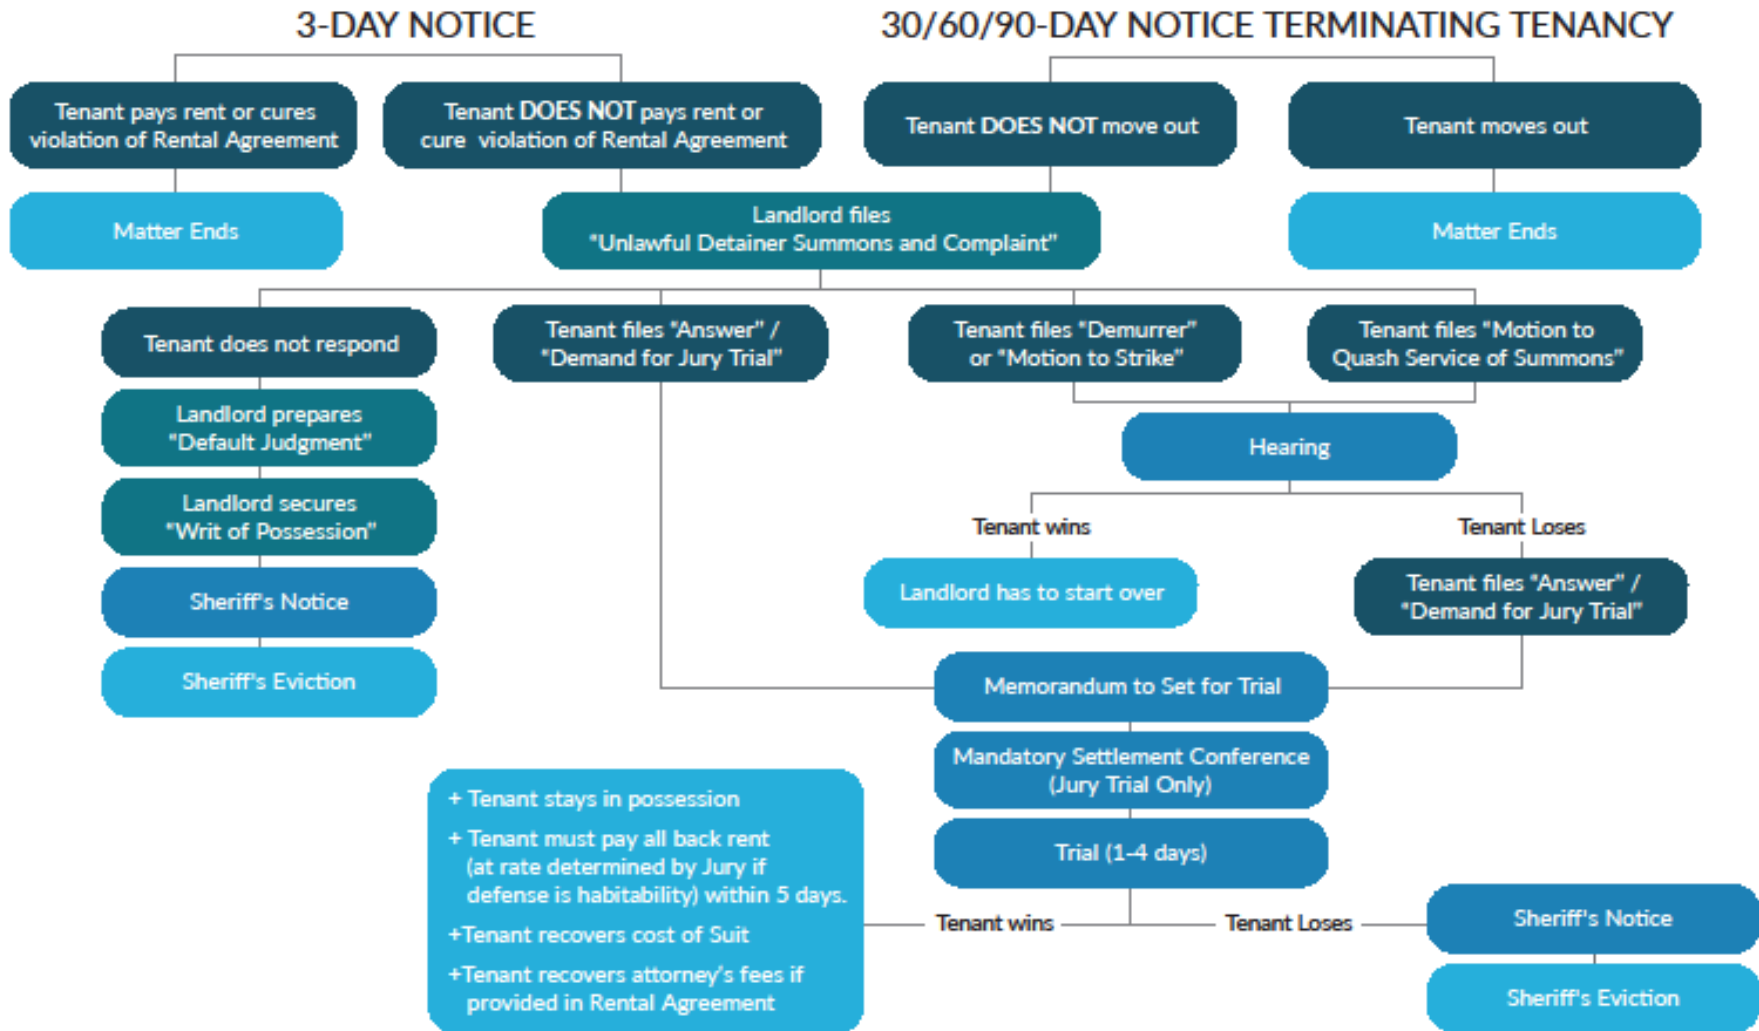 3-DAY NOTICE
30/60/90-DAY NOTICE TERMINATING TENANCY
Tenant pays rent or cures
violation of Rental Agreement
Tenant DOES NOT pays rent or
cure violation of Rental Agreement
Tenant DOES NOT move out
Tenant moves out
Matter Ends
Landlord files
"Unlawful Detainer Summons and Complaint"
Matter Ends
Tenant does not respond
Tenant files "Answer" /
"Demand for Jury Trial"
Tenant files "Demurrer"
or "Motion to Strike"
Tenant files "Motion to
Quash Service of Summons"
Landlord prepares
"Default Judgment"
Hearing
Landlord secures
"Writ of Possession"
Tenant wins
Tenant Loses
Sheriff's Notice
Landlord has to start over
Tenant files "Answer" /
"Demand for Jury Trial"
Sheriff's Eviction
Memorandum to Set for Trial
Mandatory Settlement Conference
(Jury Trial Only)
Trial (1-4 days)
+ Tenant stays in possession
+ Tenant must pay all back rent
(at rate determined by Jury if
defense is habitability) within 5 days.
+Tenant recovers cost of Suit
+Tenant recovers attorney's fees if
provided in Rental Agreement
Tenant wins
Tenant Loses
Sheriff's Notice
Sheriff's Eviction